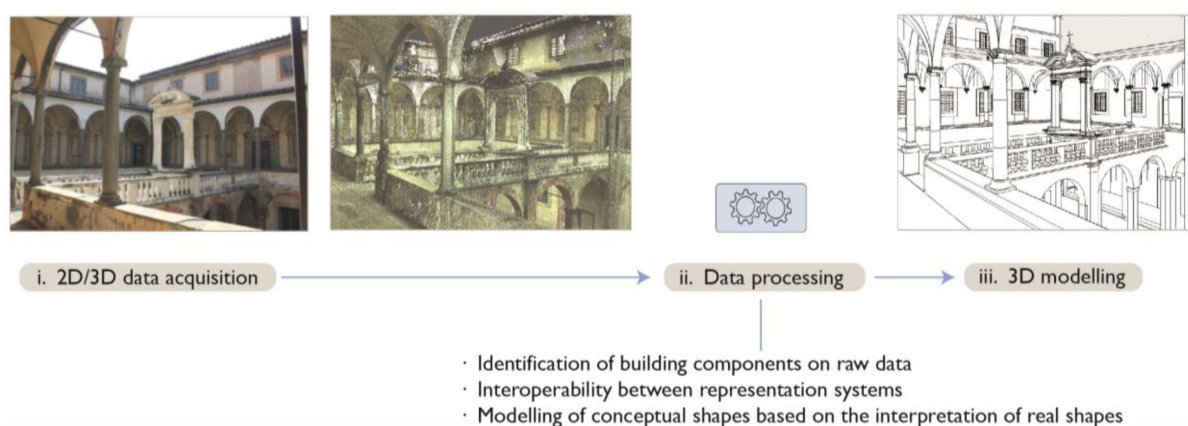 i. 2D/3D data acquisition
ii. Data processing
iii. 3D modelling
· Identification of building components on raw data
· Interoperability between representation systems
· Modelling of conceptual shapes based on the interpretation of real shapes